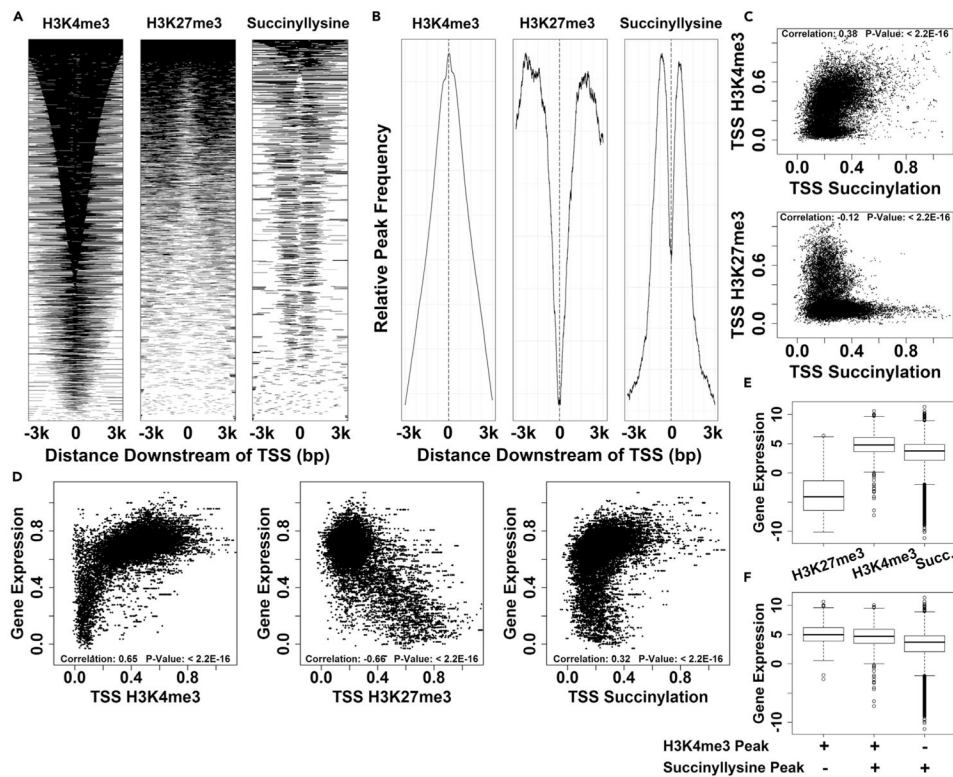 A
H3K4me3 H3K27me3 Succinyllysine
-3k 0 3k -3k 0 3k -3k 0 3k
Distance Downstream of TSS (bp)
B
H3K4me3 H3K27me3 Succinyllysine
Relative Peak Frequency
-3k 0 3k -3k 0 3k -3k 0 3k
Distance Downstream of TSS (bp)
C
Correlation: 0.38 P-Value: < 2.2E-16
TSS H3K4me3
0.0 0.6
0.0 0.4 0.8
TSS Succinylation
Correlation: -0.12 P-Value: < 2.2E-16
TSS H3K27me3
0.0 0.6
0.0 0.4 0.8
TSS Succinylation
D
Gene Expression
0.0 0.4 0.8
Correlation: 0.65 P-Value: < 2.2E-16
0.0 0.4 0.8
TSS H3K4me3
Gene Expression
0.0 0.4 0.8
Correlation: -0.66 P-Value: < 2.2E-16
0.0 0.4 0.8
TSS H3K27me3
Gene Expression
0.0 0.4 0.8
Correlation: 0.32 P-Value: < 2.2E-16
0.0 0.4 0.8
TSS Succinylation
E
Gene Expression
-10 0 5 10
H3K27me3 H3K4me3 Succ.
F
Gene Expression
-10 0 5 10
H3K4me3 Peak + + -
Succinyllysine Peak - + +